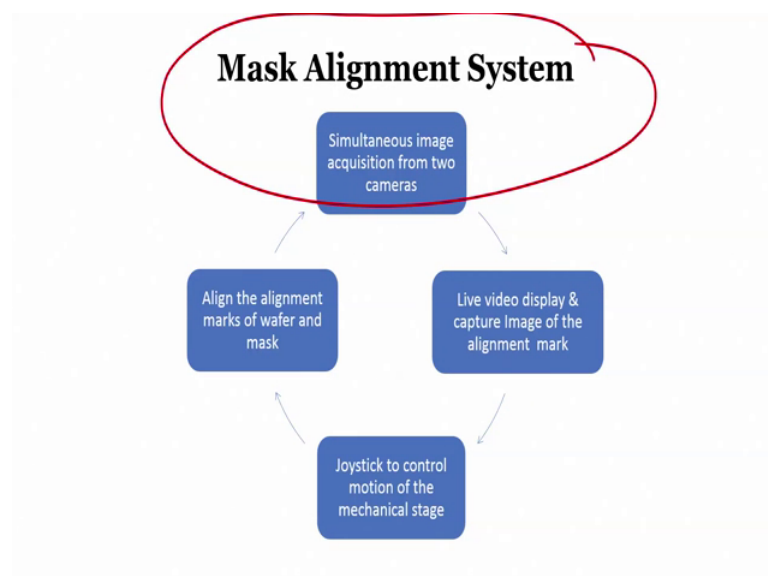 Mask Alignment System
Simultaneous image
acquisition from two
cameras
Align the alignment
marks of wafer and
mask
Live video display &
capture Image of the
alignment mark
Joystick to control
motion of the
mechanical stage